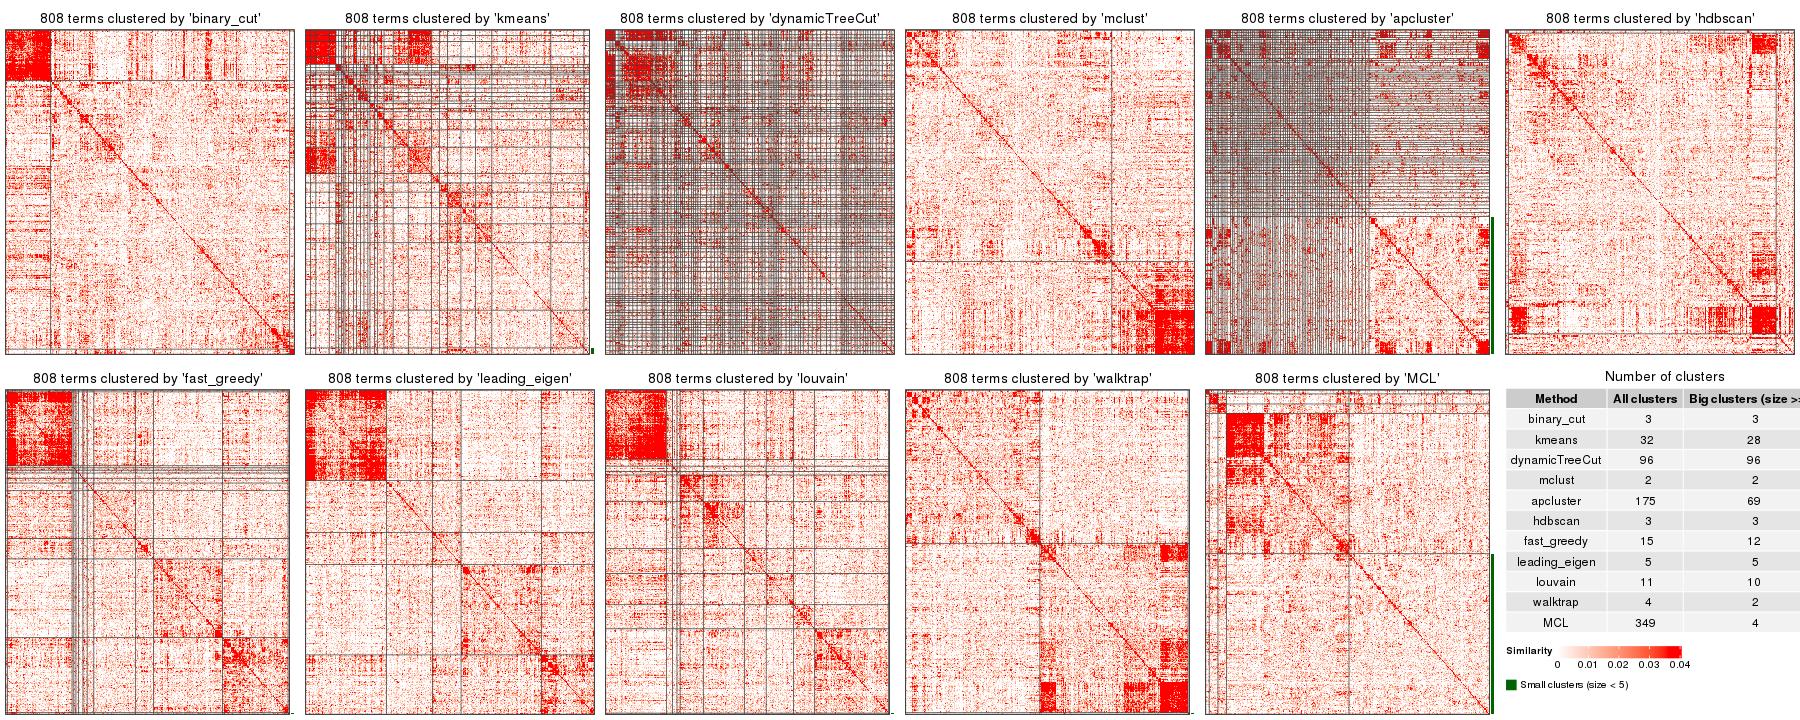 808 terms clustered by 'binary_cut'
808 terms clustered by 'kmeans'
808 terms clustered by 'dynamicTreeCut'
808 terms clustered by 'mclust'
808 terms clustered by 'apcluster'
808 terms clustered by 'hdbscan'
808 terms clustered by 'fast_greedy'
808 terms clustered by 'leading_eigen'
808 terms clustered by 'louvain'
808 terms clustered by 'walktrap'
808 terms clustered by 'MCL'
Number of clusters
Method All clusters Big clusters (size >
binary_cut 3 3
kmeans 32 28
dynamicTreeCut 96 96
mclust 2 2
apcluster 175 69
hdbscan 3 3
fast_greedy 15 12
leading_eigen 5 5
louvain 11 10
walktrap 4 2
MCL 349 4
Similarity
0 0.01 0.02 0.03 0.04
Small clusters (size < 5)